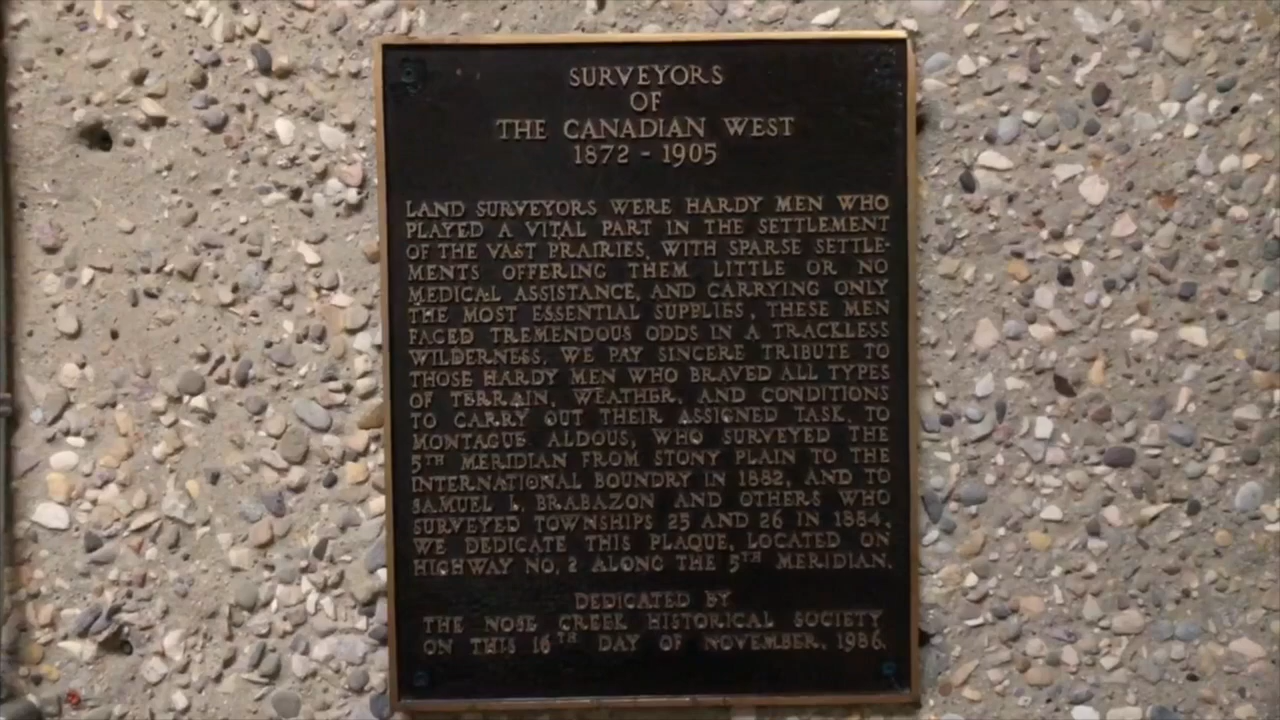 SURVEYORS
OF
THE CANADIAN WEST
1872 - 1905
LAND SURVEYORS WERE HARDY MEN WHO
PLAYED A VITAL PART IN THE SETTLEMENT
OF THE VAST PRAIRIES, WITH SPARSE SETTLE-
MENTS OFFERING THEM LITTLE OR NO
MEDICAL ASSISTANCE, AND CARRYING ONLY
THE MOST ESSENTIAL SUPPLIES, THESE MEN
FACED TREMENDOUS ODDS IN A TRACKLESS
WILDERNESS. WE PAY SINCERE TRIBUTE TO
THOSE HARDY MEN WHO BRAVED ALL TYPES
OF TERRAIN, WEATHER, AND CONDITIONS
TO CARRY OUT THEIR ASSIGNED TASK. TO
MONTAGUE ALDOUS, WHO SURVEYED THE
5TH MERIDIAN FROM STONY PLAIN TO THE
INTERNATIONAL BOUNDRY IN 1882, AND TO
SAMUEL L. BRABAZON AND OTHERS WHO
SURVEYED TOWNSHIPS 25 AND 26 IN 1884,
WE DEDICATE THIS PLAQUE, LOCATED ON
HIGHWAY NO. 2 ALONG THE 5TH MERIDIAN.
DEDICATED BY
THE NOSE CREEK HISTORICAL SOCIETY
ON THIS 16TH DAY OF NOVEMBER, 1986.